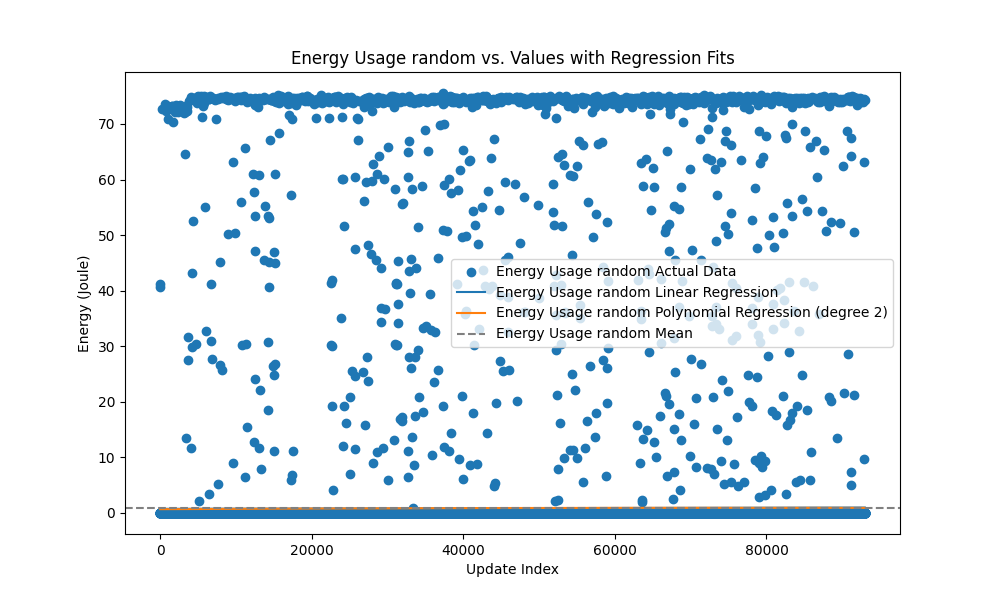 Energy Usage random vs. Values with Regression Fits
70
60
50
40
30
20
10
0
Energy (Joule)
Energy Usage random Actual Data
Energy Usage random Linear Regression
Energy Usage random Polynomial Regression (degree 2)
Energy Usage random Mean
0 20000 40000 60000 80000
Update Index